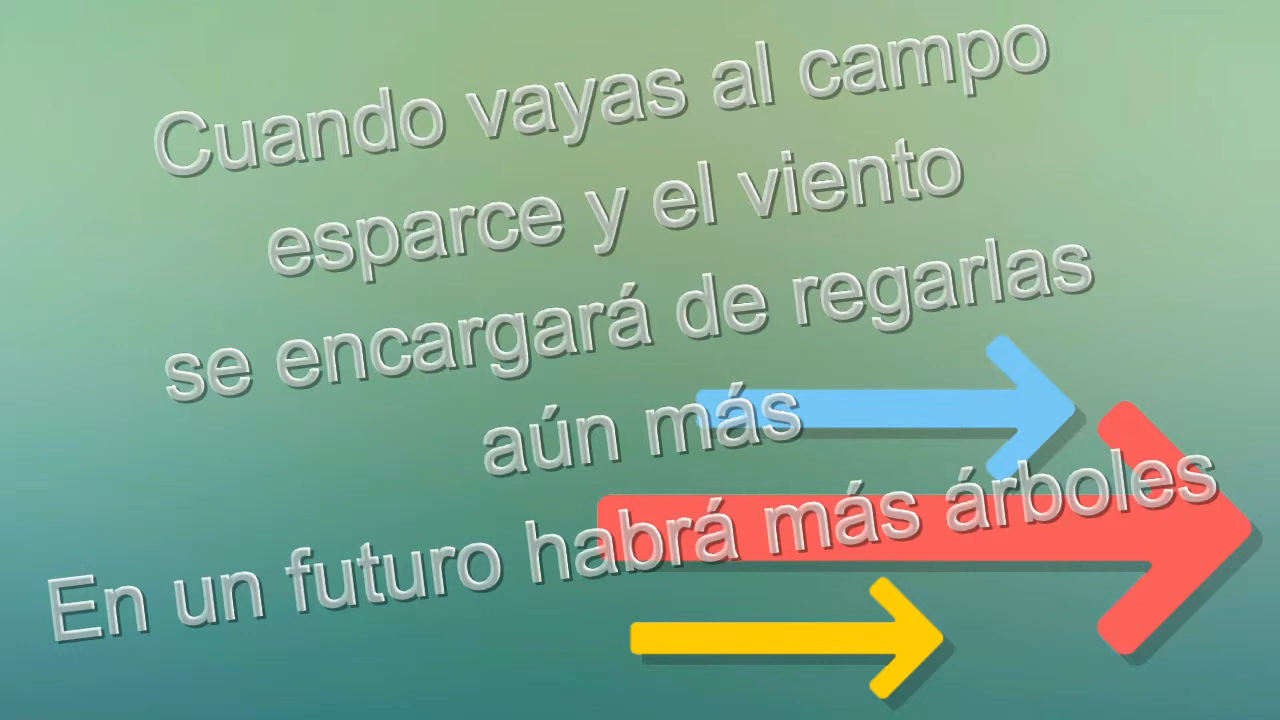 Cuando vayas al campo
esparce y el viento
se encargará de regarlas
aún más
En un futuro habrá más árboles